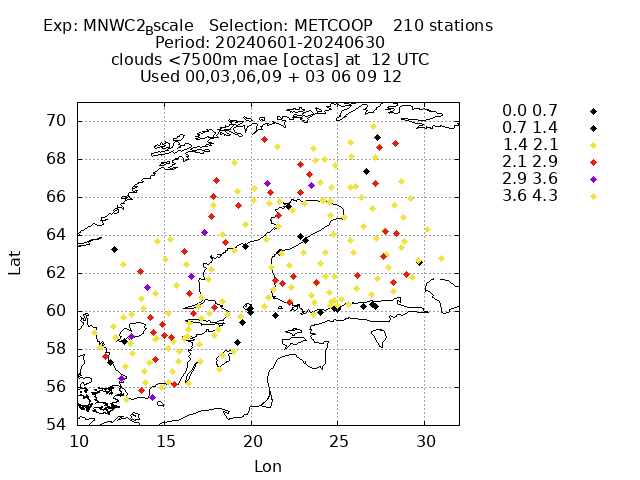 Exp: MNWC2Bscale Selection: METCOOP 210 stations
Period: 20240601-20240630
clouds <7500m mae [octas] at 12 UTC
Used 00,03,06,09 + 03 06 09 12
0.0 0.7
0.7 1.4
1.4 2.1
2.1 2.9
2.9 3.6
3.6 4.3
70
68
66
64
62
60
58
56
54
Lat
10 15 20 25 30
Lon